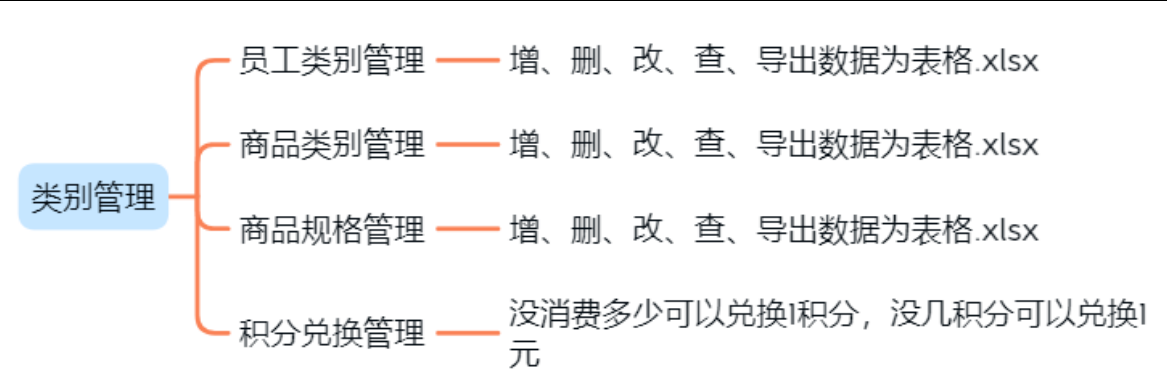 员工类别管理
增、删、改、查、导出数据为表格.xlsx
商品类别管理
增、删、改、查、导出数据为表格.xlsx
类别管理
商品规格管理
增、删、改、查、导出数据为表格.xlsx
积分兑换管理
没消费多少可以兑换1积分，没几积分可以兑换1
元